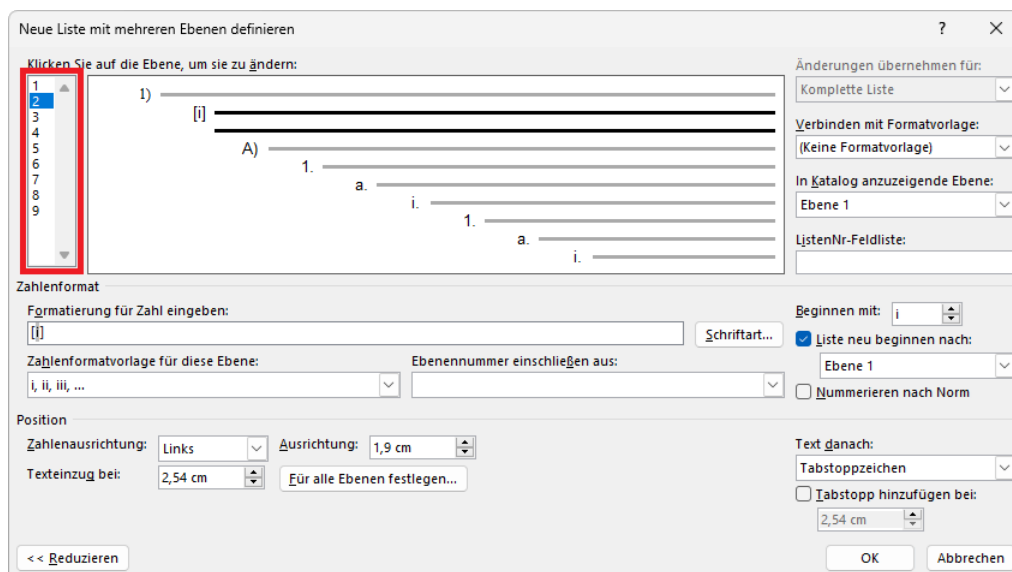 Neue Liste mit mehreren Ebenen definieren
?
Klicken Sie auf die Ebene, um sie zu ändern:
1
2
3
4
5
6
7
8
9
1)
[i]
A)
1.
a.
i.
1.
a.
i.
Änderungen übernehmen für:
Komplette Liste
Verbinden mit Formatvorlage:
(Keine Formatvorlage)
In Katalog anzuzeigende Ebene:
Ebene 1
ListenNr-Feldliste:
Zahlenformat
Formatierung für Zahl eingeben:
[i]
Schriftart...
Zahlenformatvorlage für diese Ebene:
i, ii, iii, ...
Ebenennummer einschließen aus:
Beginnen mit: i
Liste neu beginnen nach:
Ebene 1
Nummerieren nach Norm
Position
Zahlenausrichtung: Links
Ausrichtung: 1,9 cm
Texteinzug bei: 2,54 cm
Für alle Ebenen festlegen...
Text danach:
Tabstoppzeichen
Tabstopp hinzufügen bei:
2,54 cm
<< Reduzieren
OK
Abbrechen